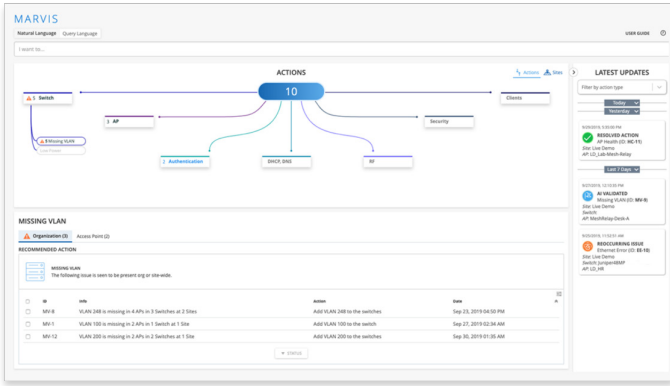 MARVIS
Natural Language Query Language
USER GUIDE
I want to...
ACTIONS
Actions Sites
10
5 Switch
Clients
3 AP
Security
5 Missing VLAN
2 Authentication
DHCP, DNS
RF
LATEST UPDATES
Filter by action type
Today
Yesterday
RESOLVED ACTION
AP Health (ID: HC-11)
Site: Live Demo
AP: LD_Lab-Mesh-Relay
Last 7 Days
AI VALIDATED
Missing VLAN (ID: MV-9)
Site: Live Demo
Switch:
AP: MeshRelay-Desk-A
REOCCURRING ISSUE
Ethernet Error (ID: EE-10)
Site: Live Demo
Switch: Juniper48MP
AP: LD_HR
MISSING VLAN
Organization (3) Access Point (2)
RECOMMENDED ACTION
MISSING VLAN
The following issue is seen to be present org or site-wide.
ID Info Action Date
MV-8 VLAN 248 is missing in 4 APs in 3 Switches at 2 Sites Add VLAN 248 to the switches Sep 23, 2019 04:50 PM
MV-1 VLAN 100 is missing in 2 APs in 1 Switch at 1 Site Add VLAN 100 to the switch Sep 27, 2019 02:34 AM
MV-12 VLAN 200 is missing in 2 APs in 2 Switches at 1 Site Add VLAN 200 to the switches Sep 30, 2019 01:35 AM
STATUS